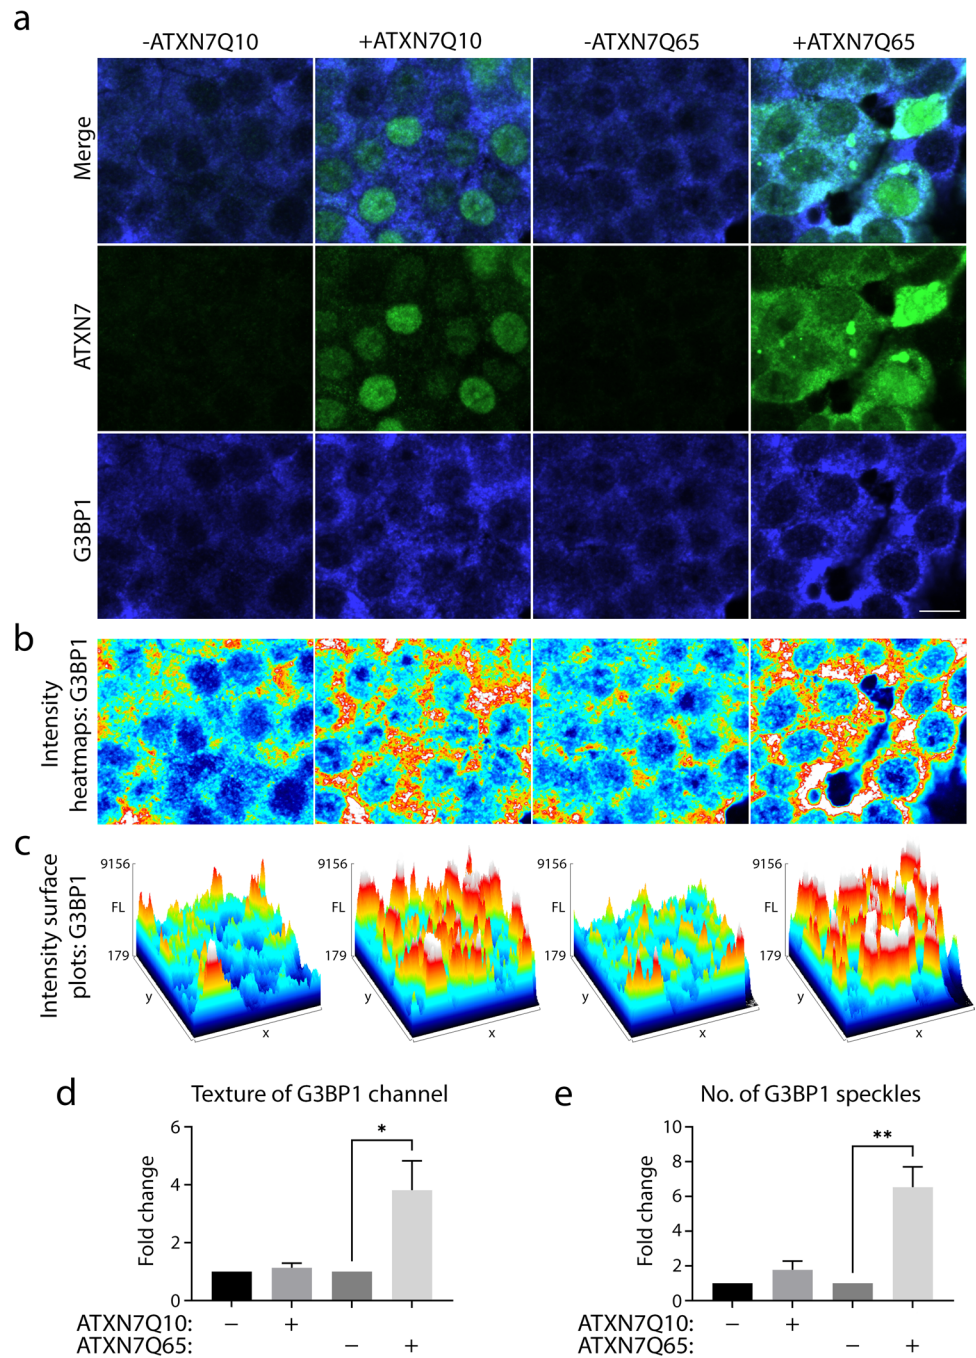 a
-ATXN7Q10 +ATXN7Q10 -ATXN7Q65 +ATXN7Q65
Merge
ATXN7
G3BP1
b
Intensity
heatmaps: G3BP1
c
Intensity surface
plots: G3BP1
9156 9156 9156 9156
FL FL FL FL
179 179 179 179
y y y y
x x x x
d
Texture of G3BP1 channel
Fold change
6
4
2
0
*
ATXN7Q10: − +
ATXN7Q65: − +
e
No. of G3BP1 speckles
Fold change
10
8
6
4
2
0
**
ATXN7Q10: − +
ATXN7Q65: − +